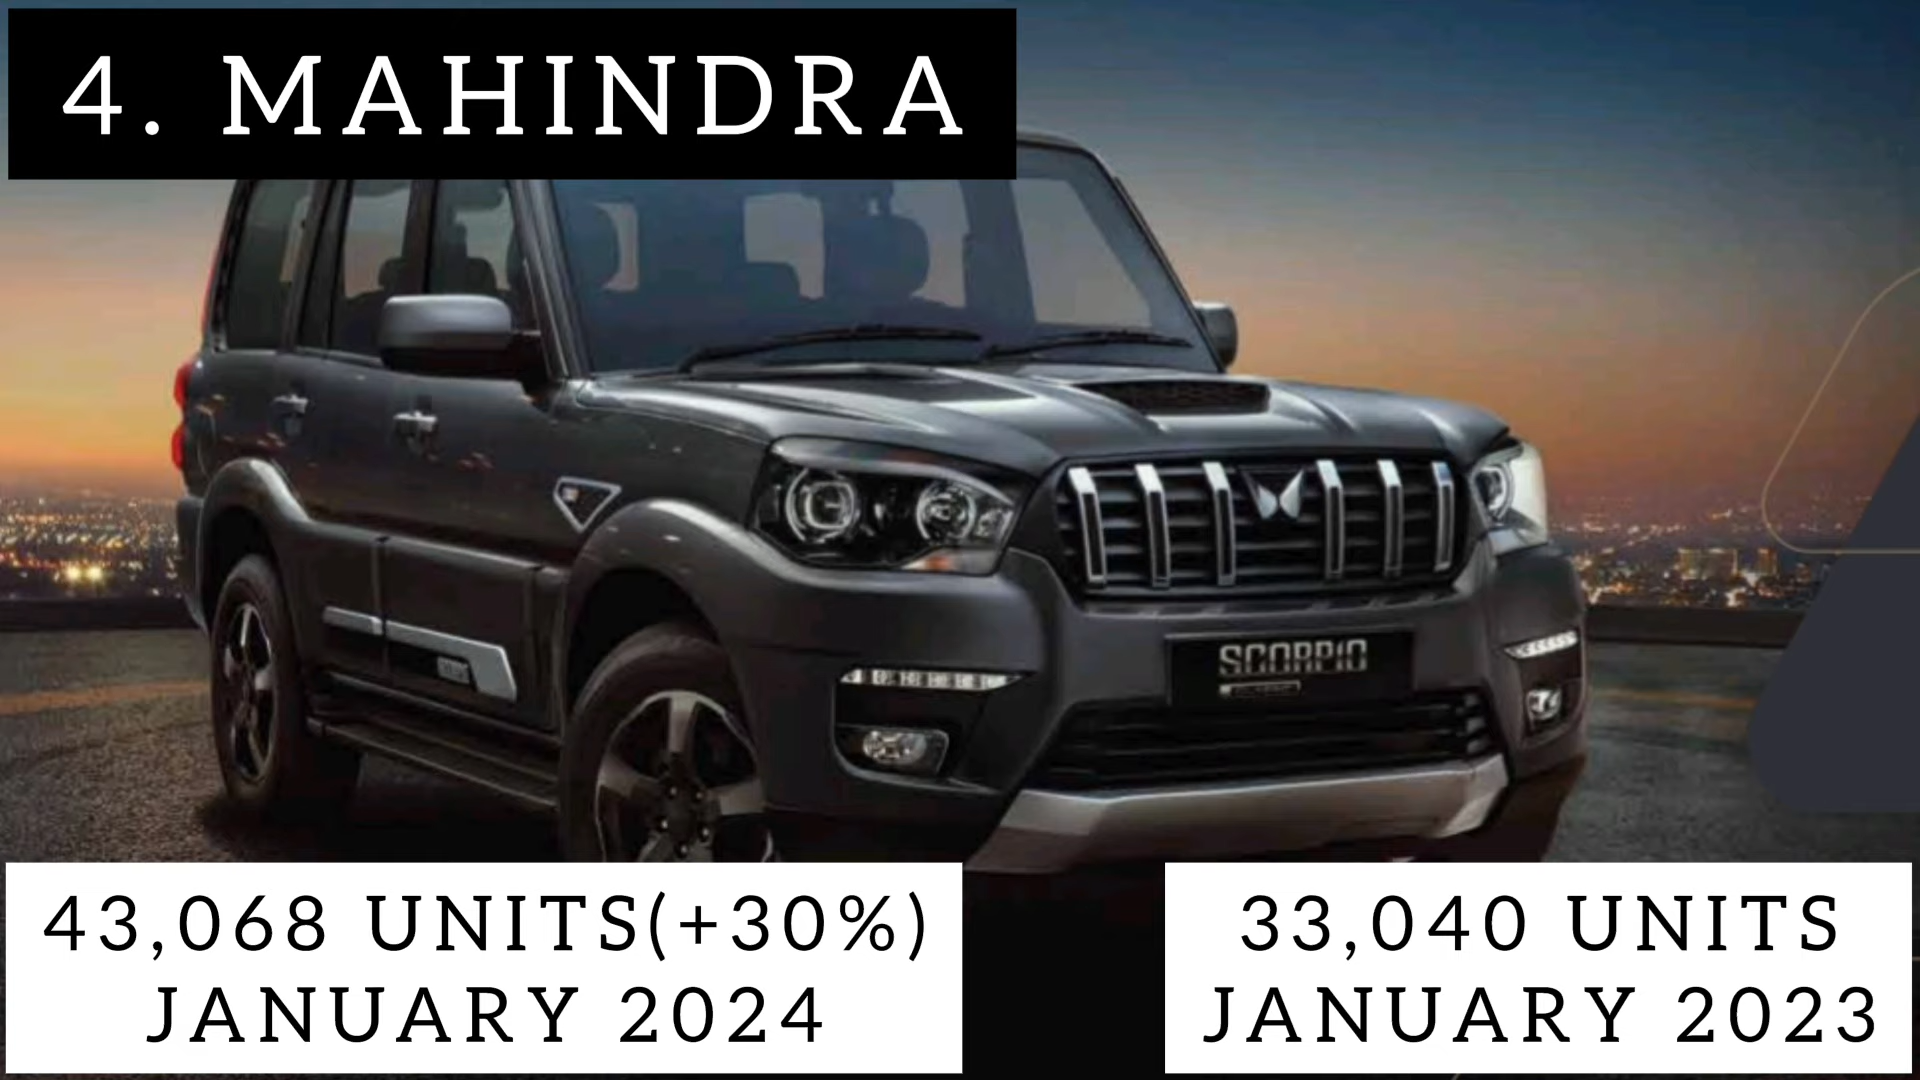 4. MAHINDRA
SCORPIO
43,068 UNITS(+30%)
JANUARY 2024
33,040 UNITS
JANUARY 2023